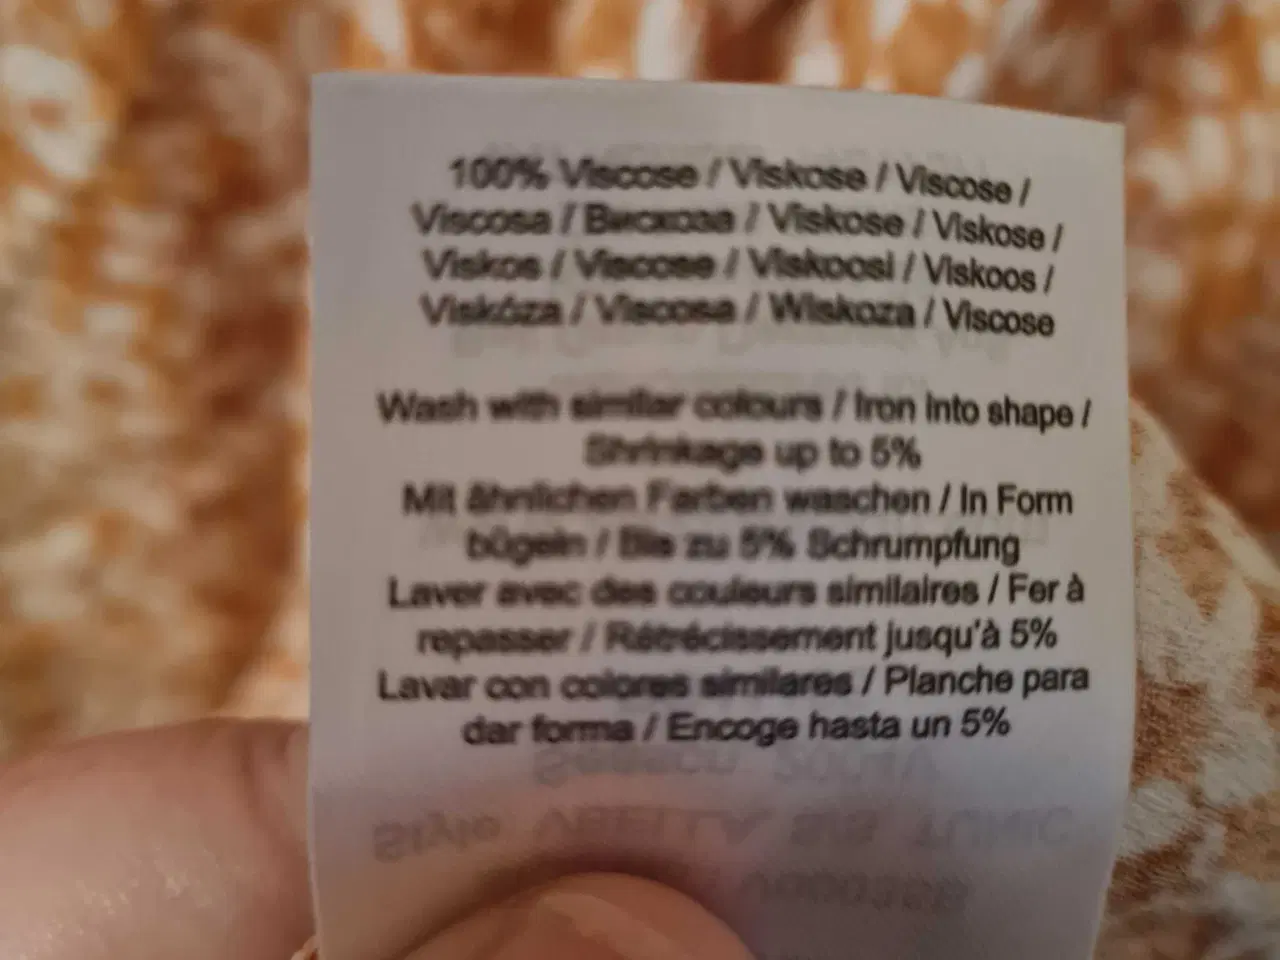 100% Viscose / Viskose / Viscose /
Viscosa / Вискоза / Viskose / Viskose /
Viskos / Viscose / Viskoosi / Viskoos /
Viskóza / Viscosa / Wiskoza / Viscose
Wash with similar colours / Iron into shape /
Shrinkage up to 5%
Mit ähnlichen Farben waschen / In Form
bügeln / Bis zu 5% Schrumpfung
Laver avec des couleurs similaires / Fer à
repasser / Rétrécissement jusqu'à 5%
Lavar con colores similares / Planche para
dar forma / Encoge hasta un 5%
Style